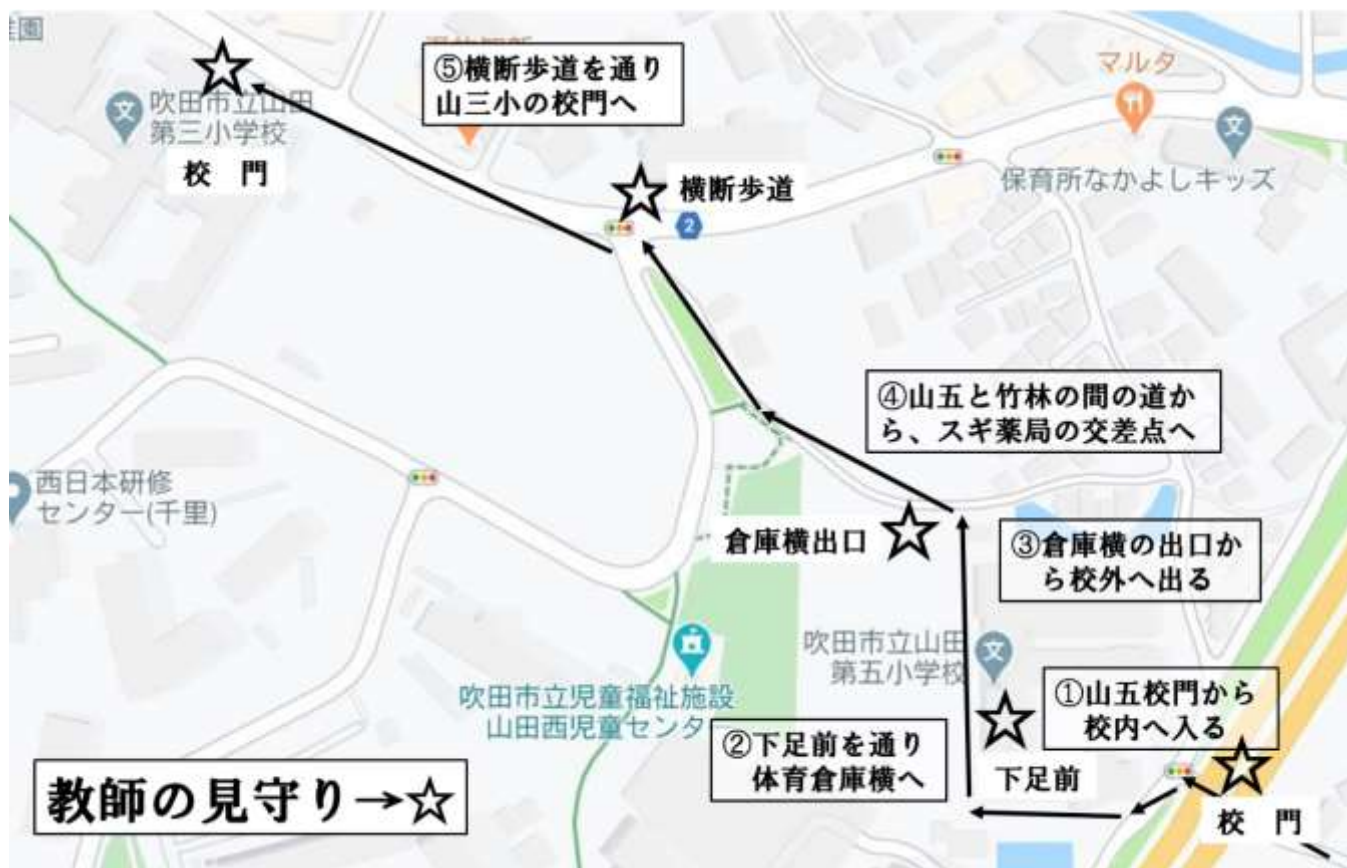 稚園
⑤横断歩道を通り
山三小の校門へ
マルタ
吹田市立山田
第三小学校
校 門
横断歩道
2
保育所なかよしキッズ
④山五と竹林の間の道か
ら、スギ薬局の交差点へ
西日本研修
センター(千里)
倉庫横出口
③倉庫横の出口か
ら校外へ出る
吹田市立山田
第五小学校
①山五校門から
校内へ入る
吹田市立児童福祉施設
山田西児童センター
②下足前を通り
体育倉庫横へ
下足前
教師の見守り→☆
校 門